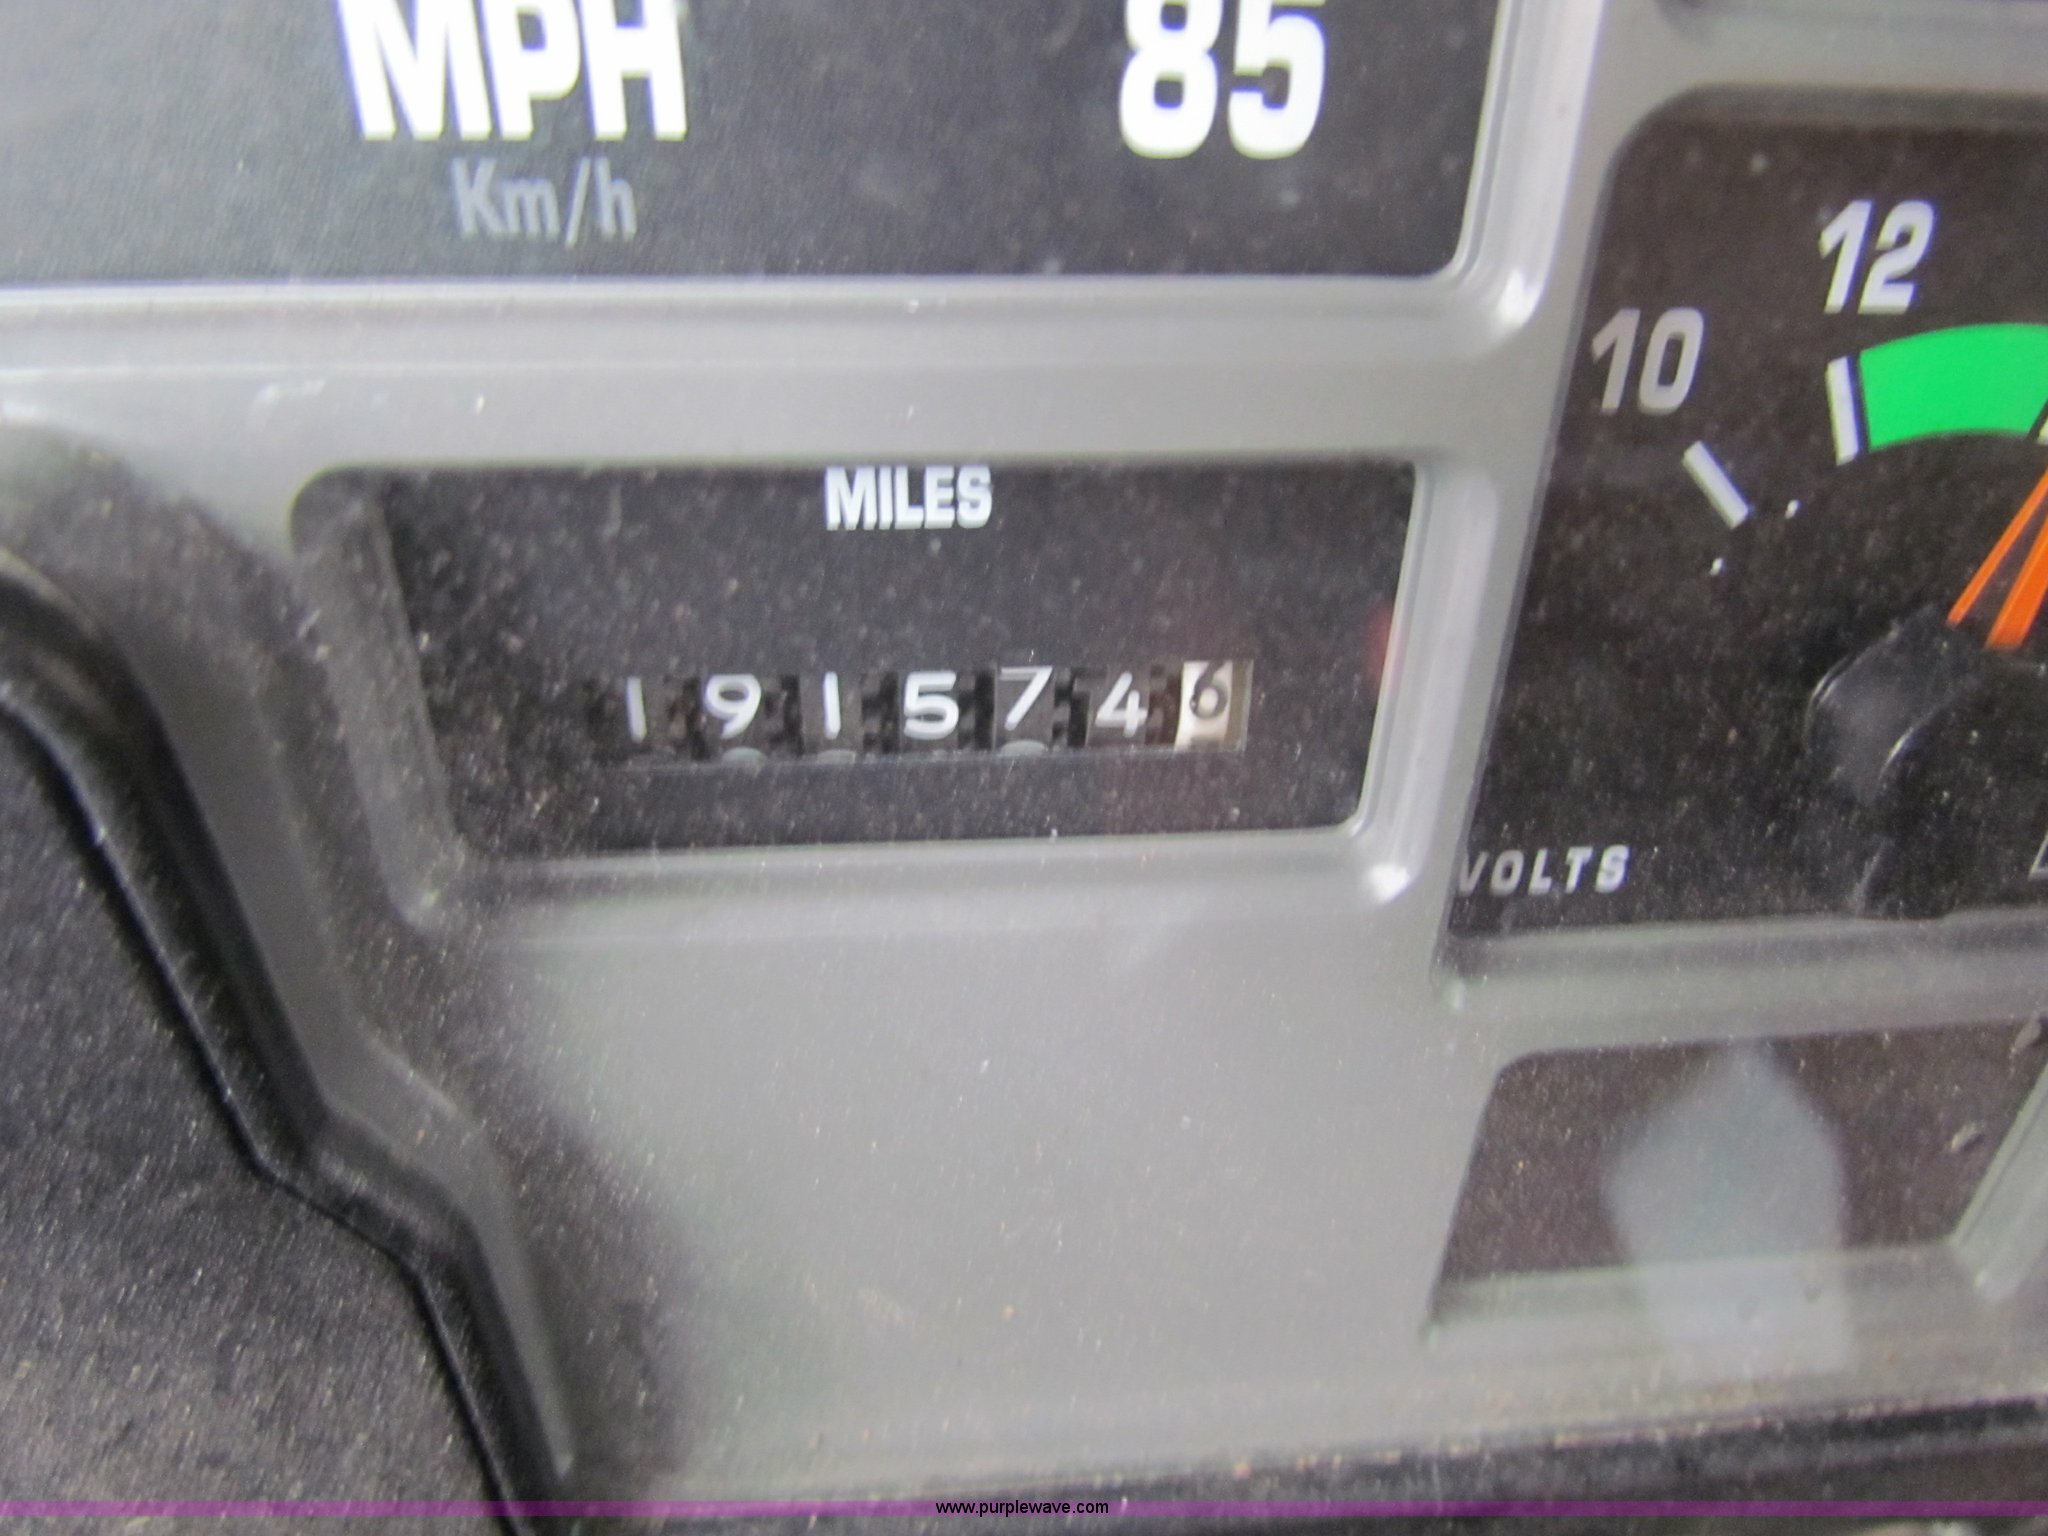 MPH
85
Km/h
12
10
MILES
1915746
VOLTS
www.purplewave.com